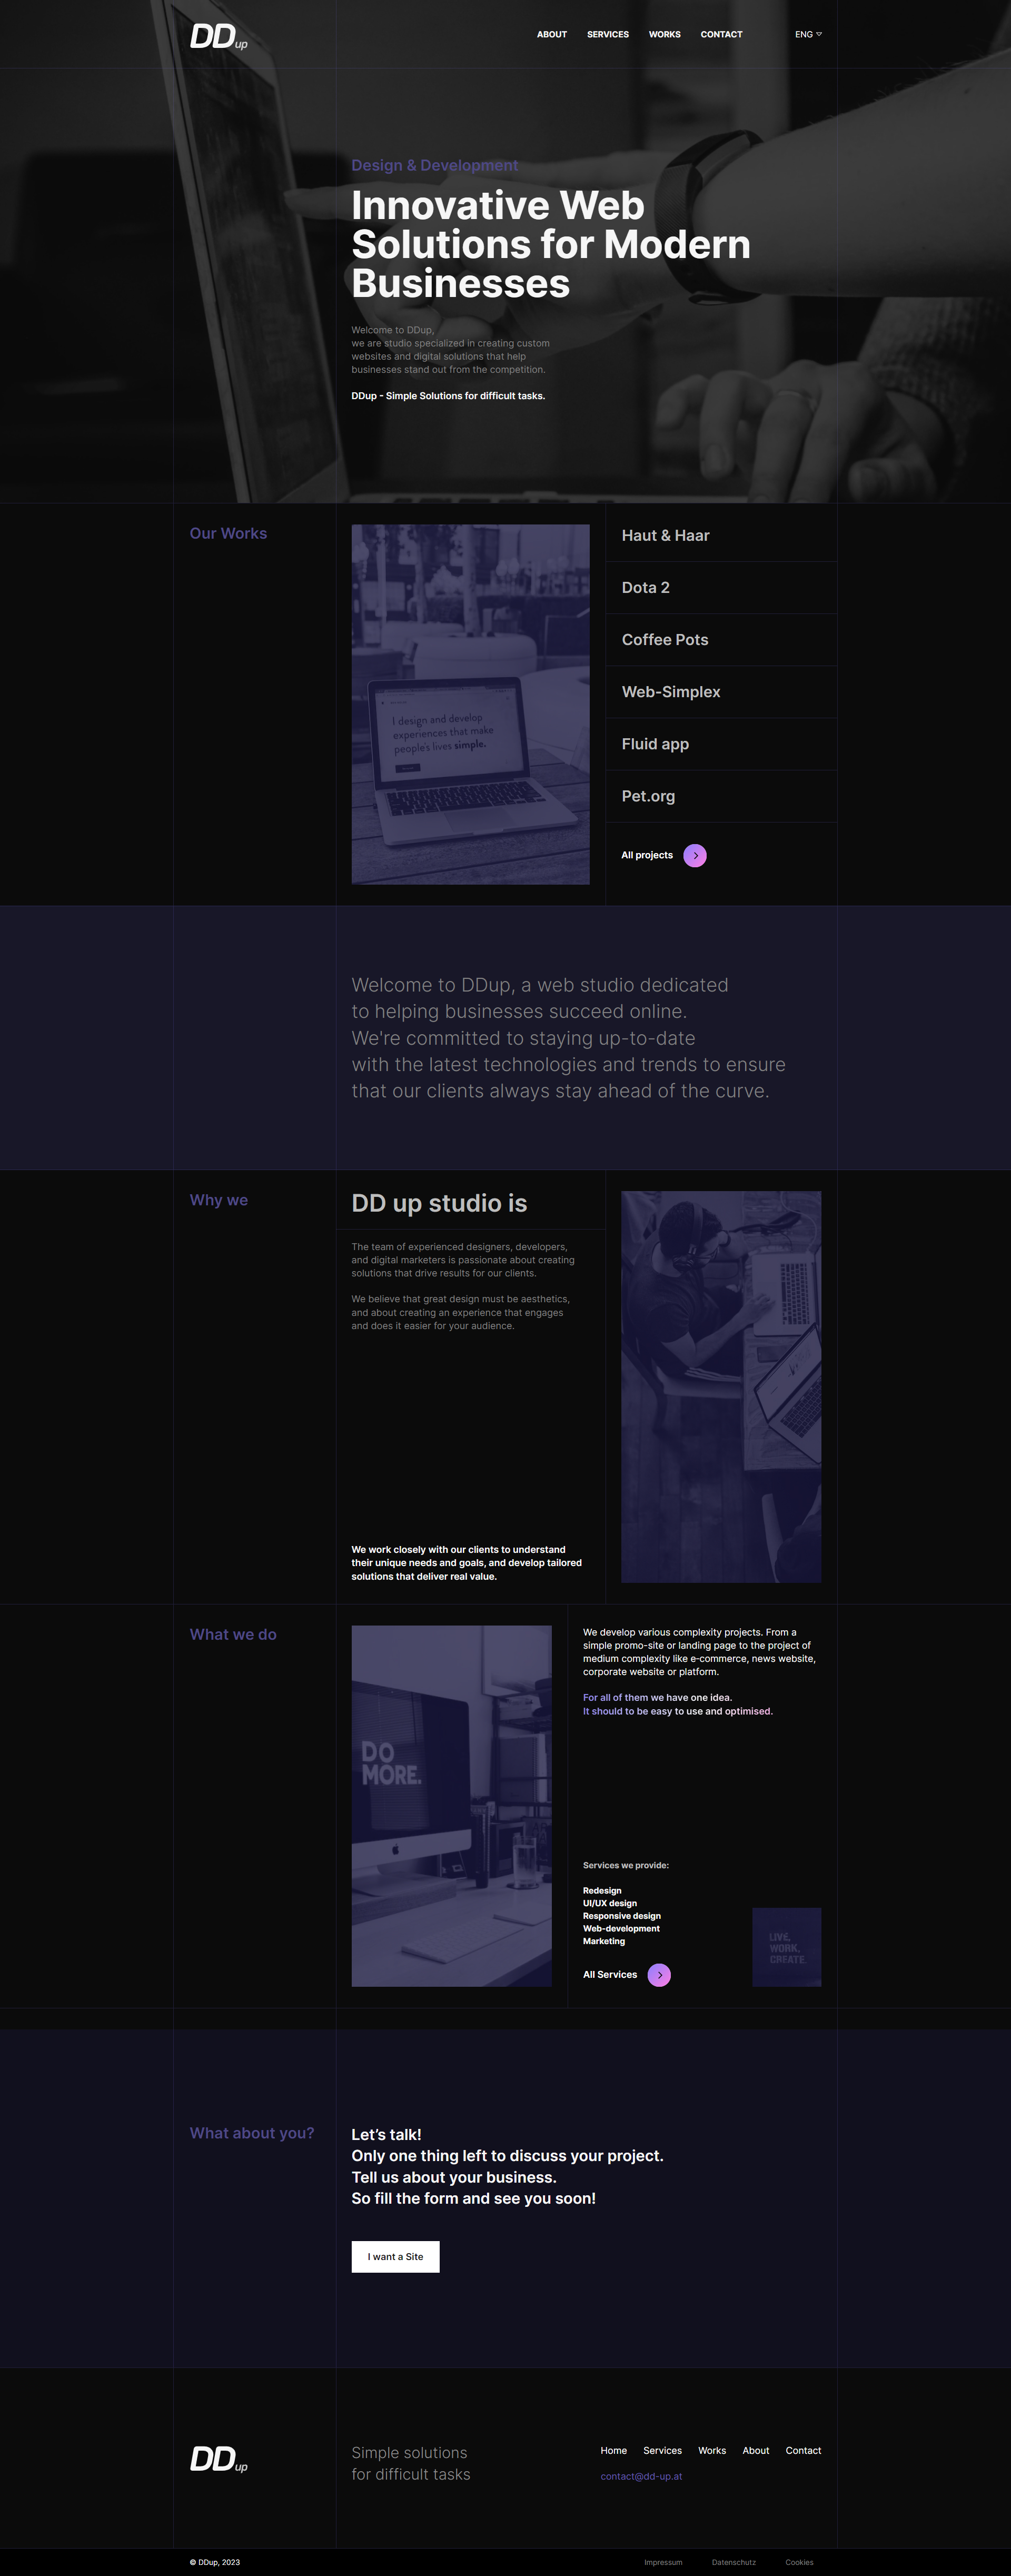 DDup
ABOUT SERVICES WORKS CONTACT ENG
Design & Development
Innovative Web
Solutions for Modern
Businesses
Welcome to DDup,
we are studio specialized in creating custom
websites and digital solutions that help
businesses stand out from the competition.
DDup - Simple Solutions for difficult tasks.
Our Works
I design and develop
experiences that make
people's lives simple.
Haut & Haar
Dota 2
Coffee Pots
Web-Simplex
Fluid app
Pet.org
All projects
Welcome to DDup, a web studio dedicated
to helping businesses succeed online.
We're committed to staying up-to-date
with the latest technologies and trends to ensure
that our clients always stay ahead of the curve.
Why we
DD up studio is
The team of experienced designers, developers,
and digital marketers is passionate about creating
solutions that drive results for our clients.
We believe that great design must be aesthetics,
and about creating an experience that engages
and does it easier for your audience.
We work closely with our clients to understand
their unique needs and goals, and develop tailored
solutions that deliver real value.
What we do
DO
MORE.
We develop various complexity projects. From a
simple promo-site or landing page to the project of
medium complexity like e-commerce, news website,
corporate website or platform.
For all of them we have one idea.
It should to be easy to use and optimised.
Services we provide:
Redesign
UI/UX design
Responsive design
Web-development
Marketing
All Services
LIVE,
WORK,
CREATE.
What about you?
Let’s talk!
Only one thing left to discuss your project.
Tell us about your business.
So fill the form and see you soon!
I want a Site
DDup
Simple solutions
for difficult tasks
Home Services Works About Contact
contact@dd-up.at
© DDup, 2023
Impressum Datenschutz Cookies